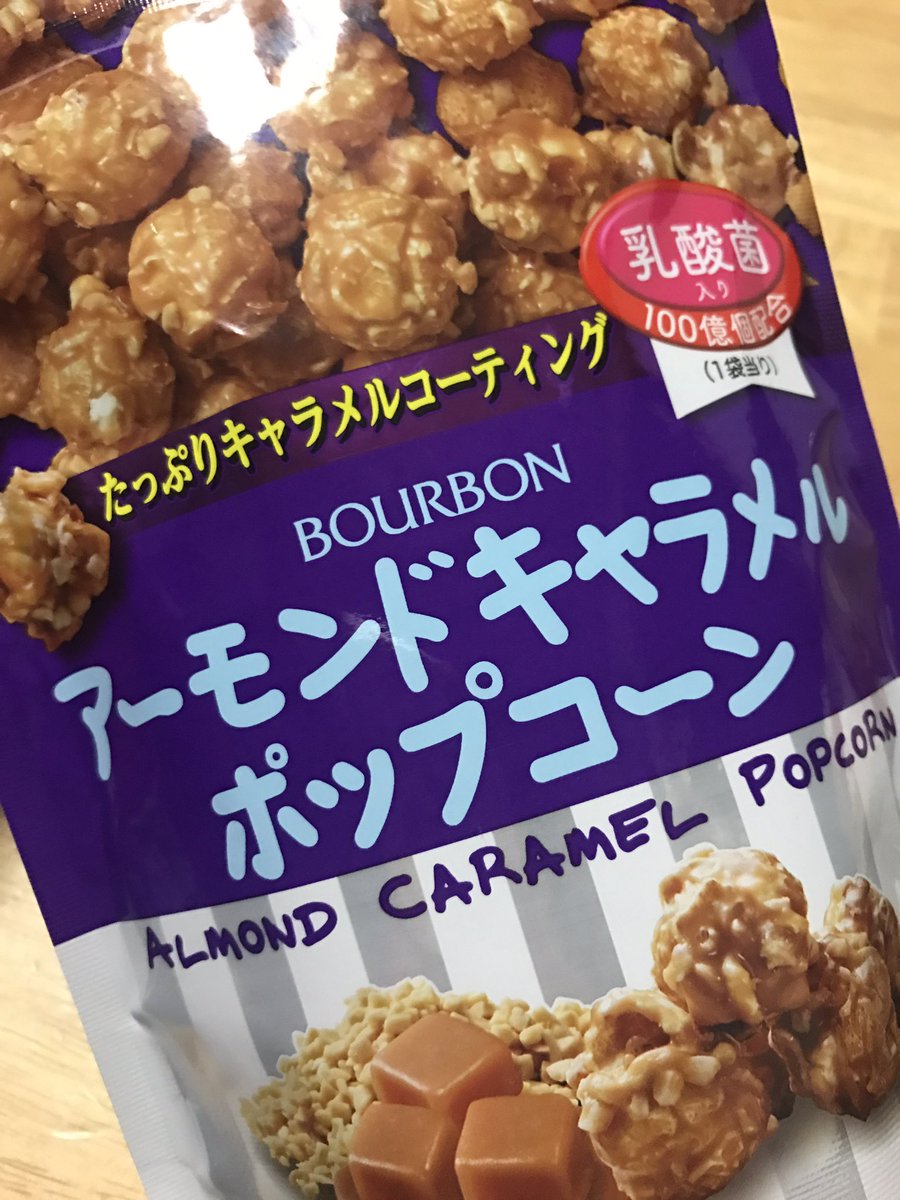 乳酸菌
入り
100億個配合
(1袋当り)
たっぷりキャラメルコーティング
BOURBON
アーモンドキャラメル
ポップコーン
ALMOND CARAMEL POPCORN